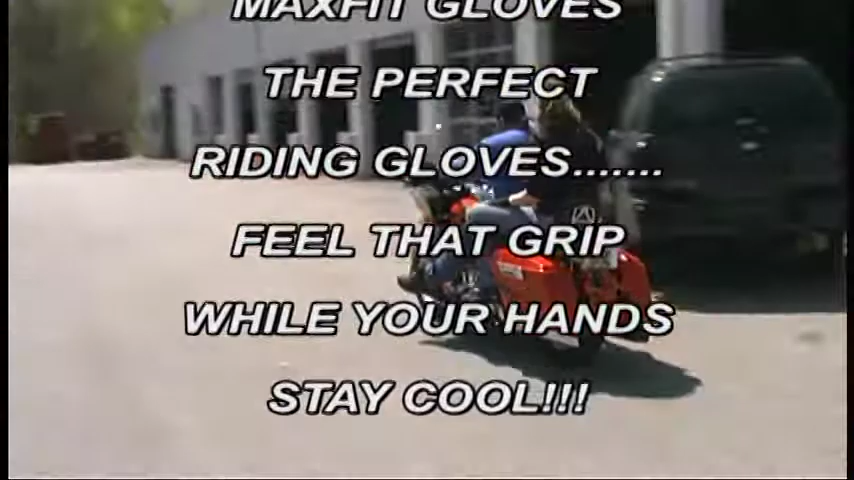 MAXFIT GLOVES
THE PERFECT
RIDING GLOVES.......
FEEL THAT GRIP
WHILE YOUR HANDS
STAY COOL!!!